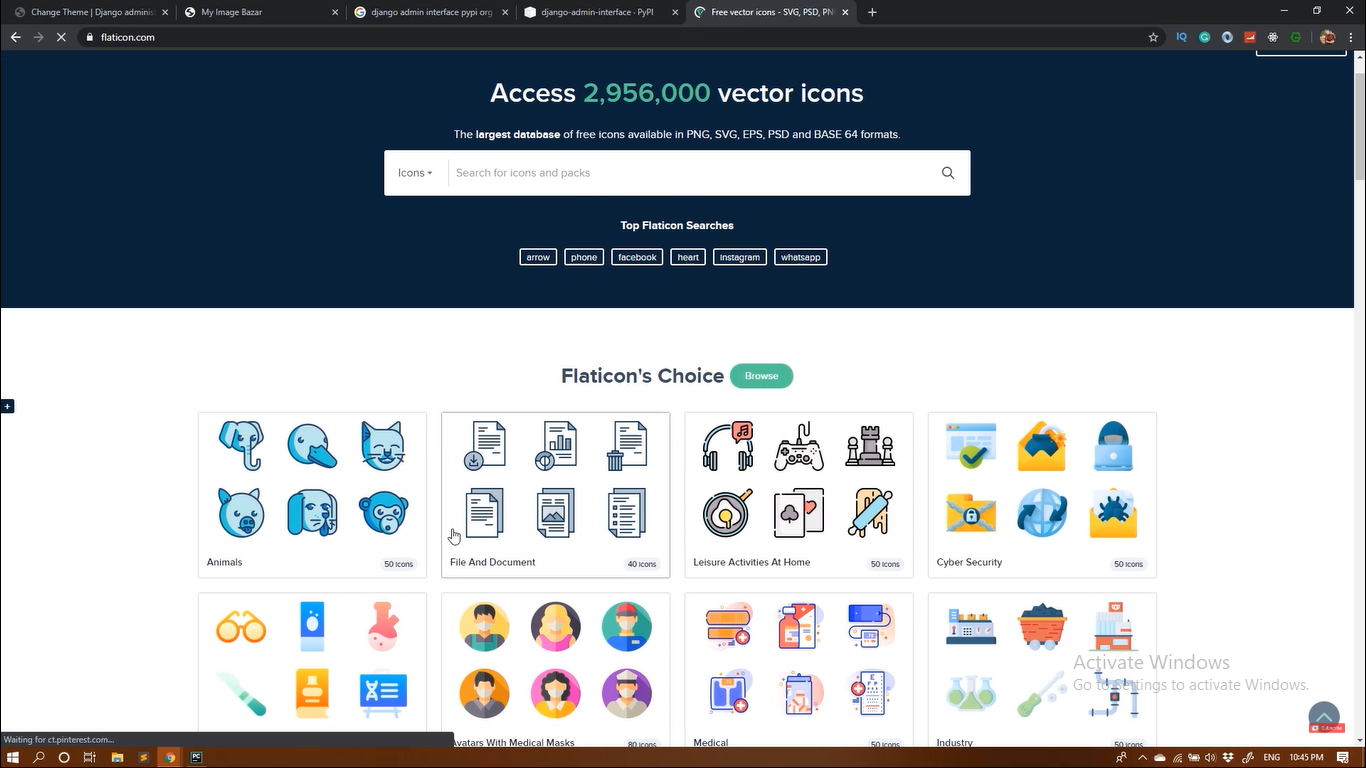 Change Theme | Django adminis
My Image Bazar
django admin interface pypi org
django-admin-interface · PyPI
Free vector icons - SVG, PSD, PN
flaticon.com
IQ
Access 2,956,000 vector icons
The largest database of free icons available in PNG, SVG, EPS, PSD and BASE 64 formats.
Icons
Search for icons and packs
Top Flaticon Searches
arrow
phone
facebook
heart
instagram
whatsapp
Flaticon's Choice
Browse
Animals
50 icons
File And Document
40 icons
Leisure Activities At Home
50 icons
Cyber Security
50 icons
Avatars With Medical Masks
80 icons
Medical
50 icons
Industry
50 icons
Activate Windows
Go to Settings to activate Windows.
Subscribe
Waiting for ct.pinterest.com...
PC
ENG
10:45 PM